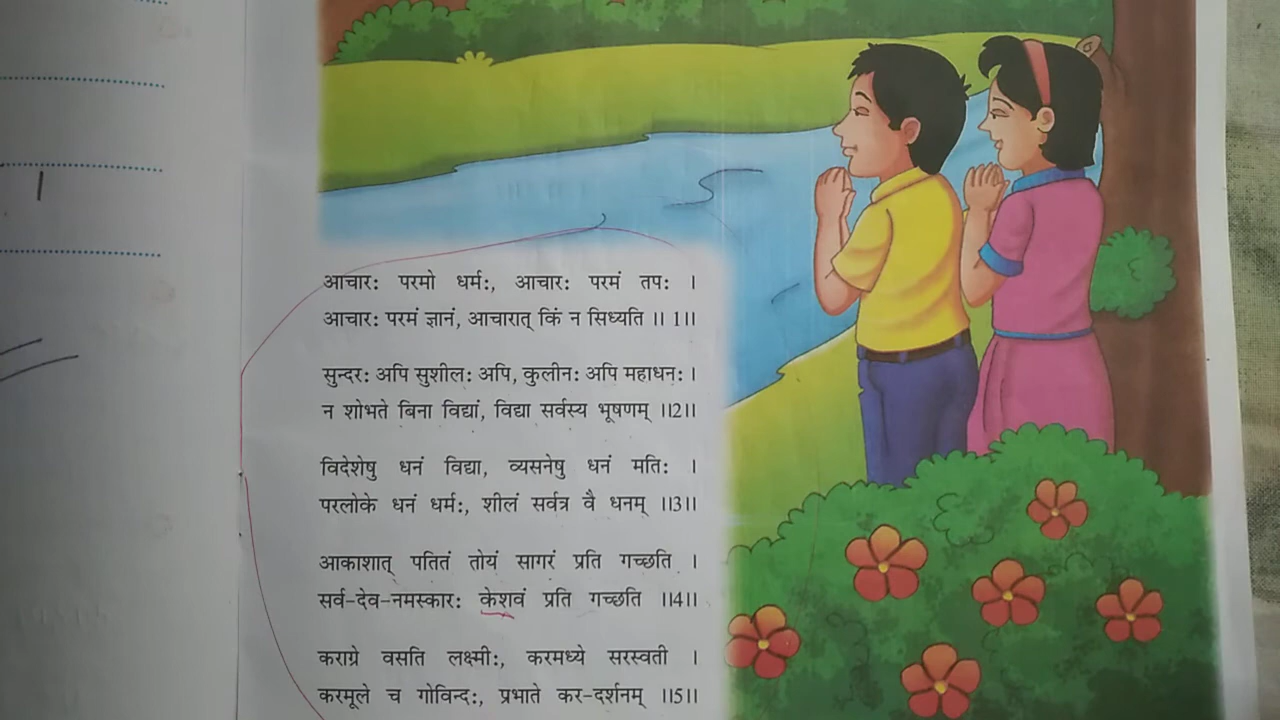 आचारः परमो धर्मः, आचारः परमं तपः ।
आचारः परमं ज्ञानं, आचारात् किं न सिध्यति ।। 1।।
सुन्दरः अपि सुशीलः अपि, कुलीनः अपि महाधनः ।
न शोभते बिना विद्यां, विद्या सर्वस्य भूषणम् ।।2।।
विदेशेषु धनं विद्या, व्यसनेषु धनं मतिः ।
परलोके धनं धर्मः, शीलं सर्वत्र वै धनम् ।।3।।
आकाशात् पतितं तोयं सागरं प्रति गच्छति ।
सर्व-देव-नमस्कारः केशवं प्रति गच्छति ।।4।।
कराग्रे वसति लक्ष्मीः, करमध्ये सरस्वती ।
करमूले च गोविन्दः, प्रभाते कर-दर्शनम् ।।5।।